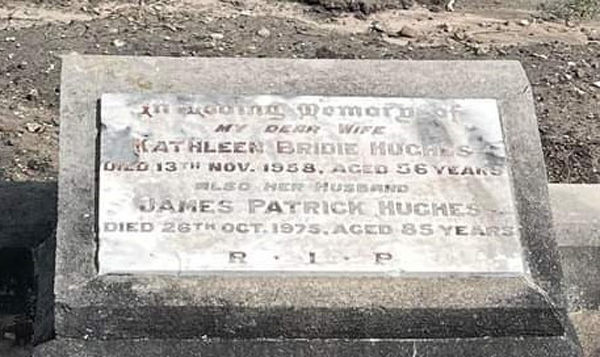 In Loving Memory of
MY DEAR WIFE
KATHLEEN BRIDIE HUGHES
DIED 13TH NOV. 1958, AGED 56 YEARS
ALSO HER HUSBAND
JAMES PATRICK HUGHES
DIED 26TH OCT. 1975, AGED 85 YEARS
R · I · P